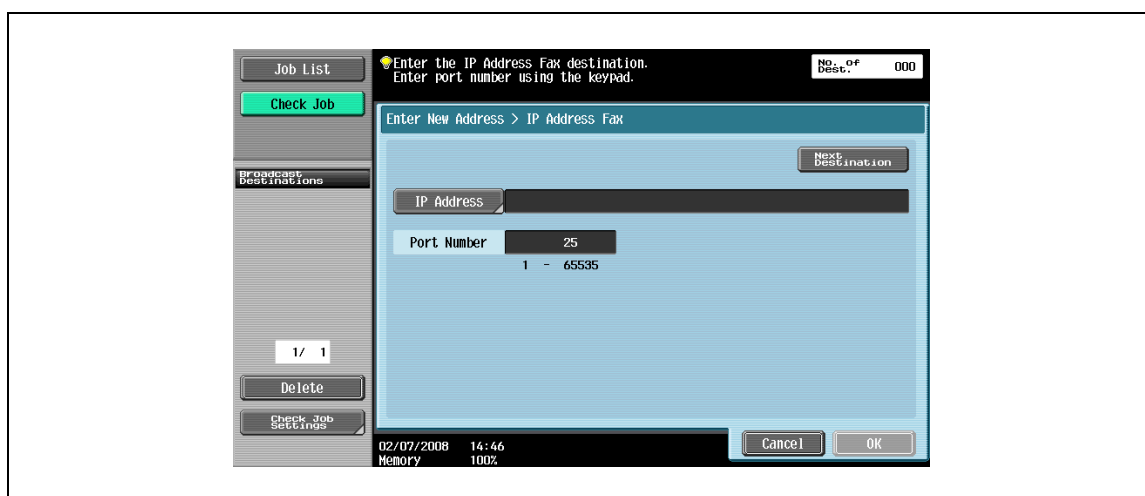 Job List
Check Job
Broadcast
Destinations
1/ 1
Delete
Check Job
Settings
Enter the IP Address Fax destination.
Enter port number using the keypad.
No. of
Dest. 000
Enter New Address > IP Address Fax
Next
Destination
IP Address
Port Number 25
1 - 65535
02/07/2008 14:46
Memory 100%
Cancel OK